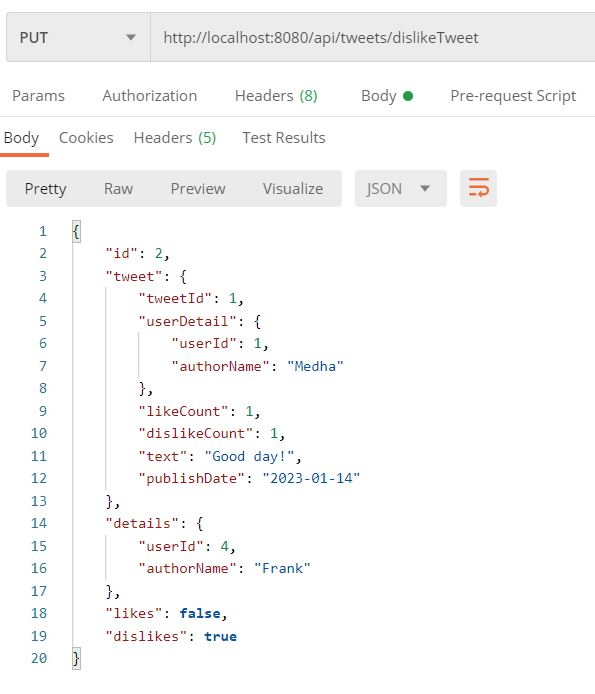 PUT http://localhost:8080/api/tweets/dislikeTweet
Params Authorization Headers (8) Body Pre-request Script
Body Cookies Headers (5) Test Results
Pretty Raw Preview Visualize JSON
1 {
2 "id": 2,
3 "tweet": {
4 "tweetId": 1,
5 "userDetail": {
6 "userId": 1,
7 "authorName": "Medha"
8 },
9 "likeCount": 1,
10 "dislikeCount": 1,
11 "text": "Good day!",
12 "publishDate": "2023-01-14"
13 },
14 "details": {
15 "userId": 4,
16 "authorName": "Frank"
17 },
18 "likes": false,
19 "dislikes": true
20 }